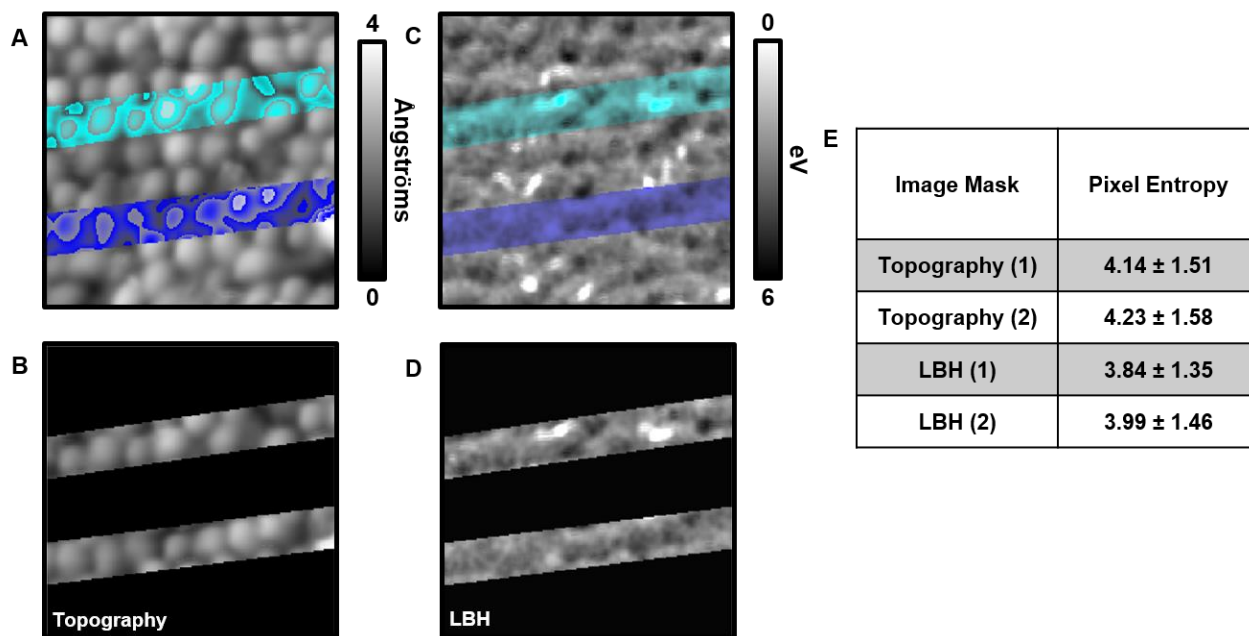 A
4
Ångströms
0
C
0
eV
6
B
Topography
D
LBH
E
Image Mask Pixel Entropy
Topography (1) 4.14 ± 1.51
Topography (2) 4.23 ± 1.58
LBH (1) 3.84 ± 1.35
LBH (2) 3.99 ± 1.46